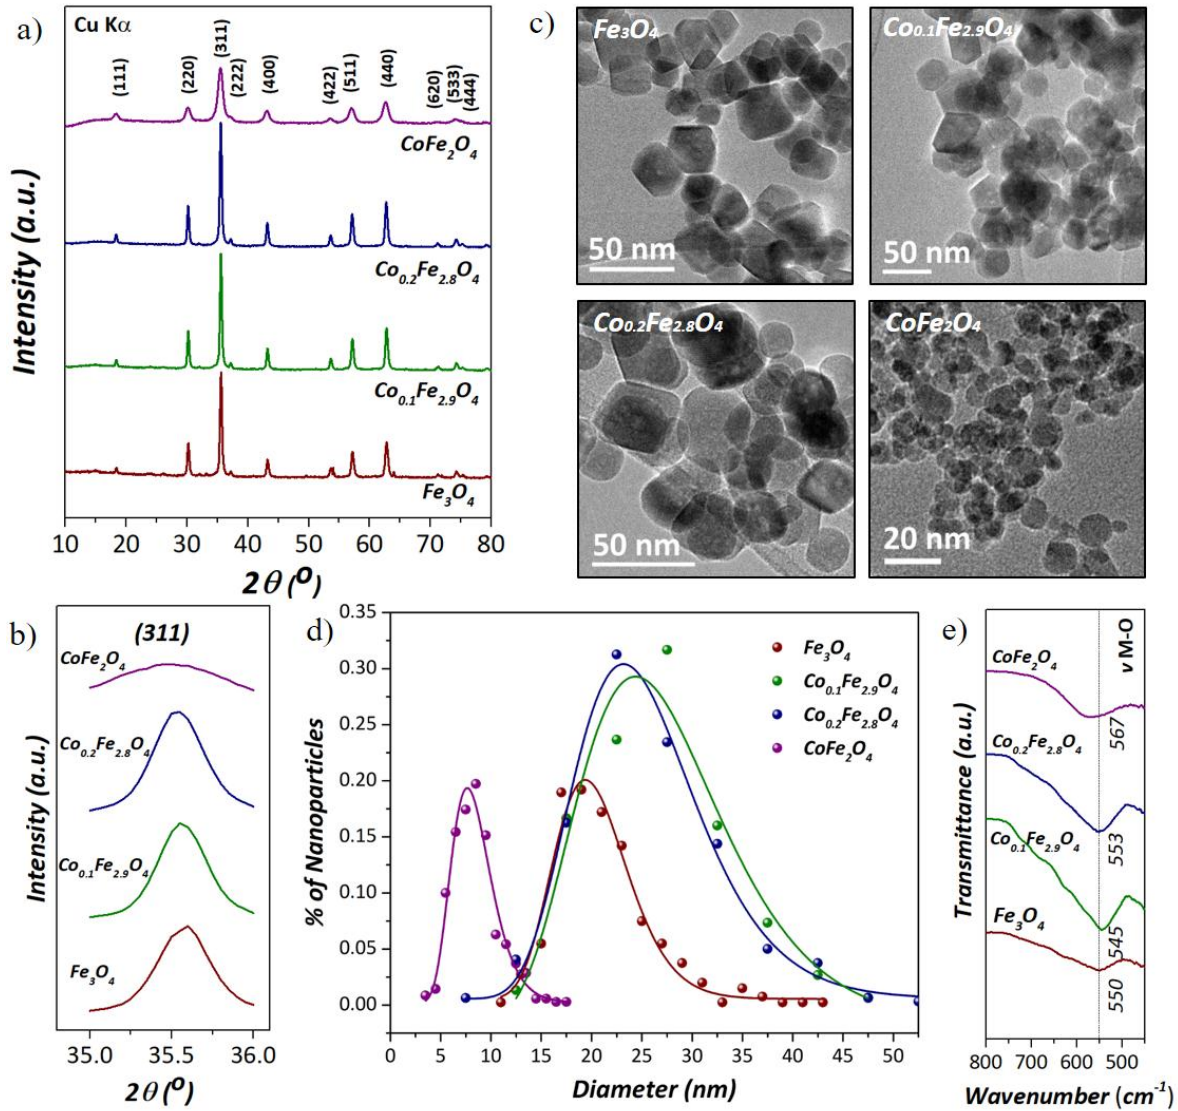 a)
Cu Kα
(111)
(220)
(311)
(222)
(400)
(422)
(511)
(440)
(620)
(533)
(444)
CoFe₂O₄
Co₀.₂Fe₂.₈O₄
Co₀.₁Fe₂.₉O₄
Fe₃O₄
Intensity (a.u.)
10 20 30 40 50 60 70 80
2θ (º)
c)
Fe₃O₄
50 nm
Co₀.₁Fe₂.₉O₄
50 nm
Co₀.₂Fe₂.₈O₄
50 nm
CoFe₂O₄
20 nm
b)
(311)
CoFe₂O₄
Co₀.₂Fe₂.₈O₄
Co₀.₁Fe₂.₉O₄
Fe₃O₄
Intensity (a.u.)
35.0 35.5 36.0
2θ (º)
d)
0.35
0.30
0.25
0.20
0.15
0.10
0.05
0.00
% of Nanoparticles
Fe₃O₄
Co₀.₁Fe₂.₉O₄
Co₀.₂Fe₂.₈O₄
CoFe₂O₄
0 5 10 15 20 25 30 35 40 45 50
Diameter (nm)
e)
ν M-O
CoFe₂O₄
567
Co₀.₂Fe₂.₈O₄
553
Co₀.₁Fe₂.₉O₄
545
Fe₃O₄
550
Transmittance (a.u.)
800 700 600 500
Wavenumber (cm⁻¹)